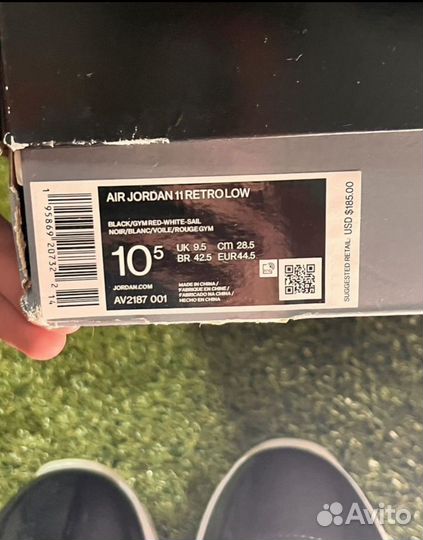 AIR JORDAN 11 RETRO LOW
BLACK/GYM RED-WHITE-SAIL
NOIR/BLANC/VOILE/ROUGE GYM
10 5
UK 9.5 CM 28.5
BR 42.5 EUR 44.5
JORDAN.COM
AV2187 001
MADE IN CHINA
/ FABRIQUÉ EN CHINE /
FABRICADO NA CHINA /
HECHO EN CHINA
SUGGESTED RETAIL: USD $185.00
1 95869 20732 2 14
Avito